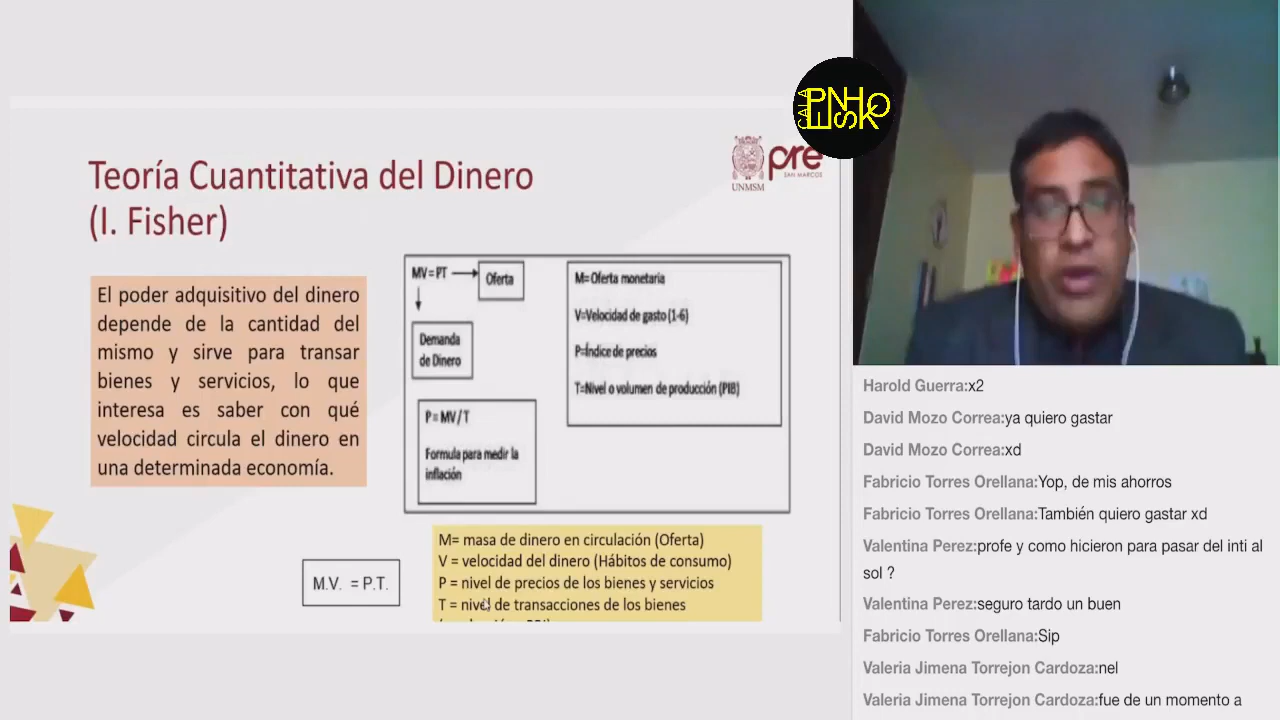 Teoría Cuantitativa del Dinero
(I. Fisher)
UNMSM
pre
SAN MARCOS
CALA
PNHO
ESK
El poder adquisitivo del dinero
depende de la cantidad del
mismo y sirve para transar
bienes y servicios, lo que
interesa es saber con qué
velocidad circula el dinero en
una determinada economía.
MV = PT
Oferta
Demanda
de Dinero
P = MV/T
Formula para medir la
inflación
M= Oferta monetaria
V=Velocidad de gasto (1-6)
P=Índice de precios
T=Nivel o volumen de producción (PIB)
M.V. = P.T.
M= masa de dinero en circulación (Oferta)
V = velocidad del dinero (Hábitos de consumo)
P = nivel de precios de los bienes y servicios
T = nivel de transacciones de los bienes
Harold Guerra:x2
David Mozo Correa:ya quiero gastar
David Mozo Correa:xd
Fabricio Torres Orellana:Yop, de mis ahorros
Fabricio Torres Orellana:También quiero gastar xd
Valentina Perez:profe y como hicieron para pasar del inti al
sol ?
Valentina Perez:seguro tardo un buen
Fabricio Torres Orellana:Sip
Valeria Jimena Torrejon Cardoza:nel
Valeria Jimena Torrejon Cardoza:fue de un momento a